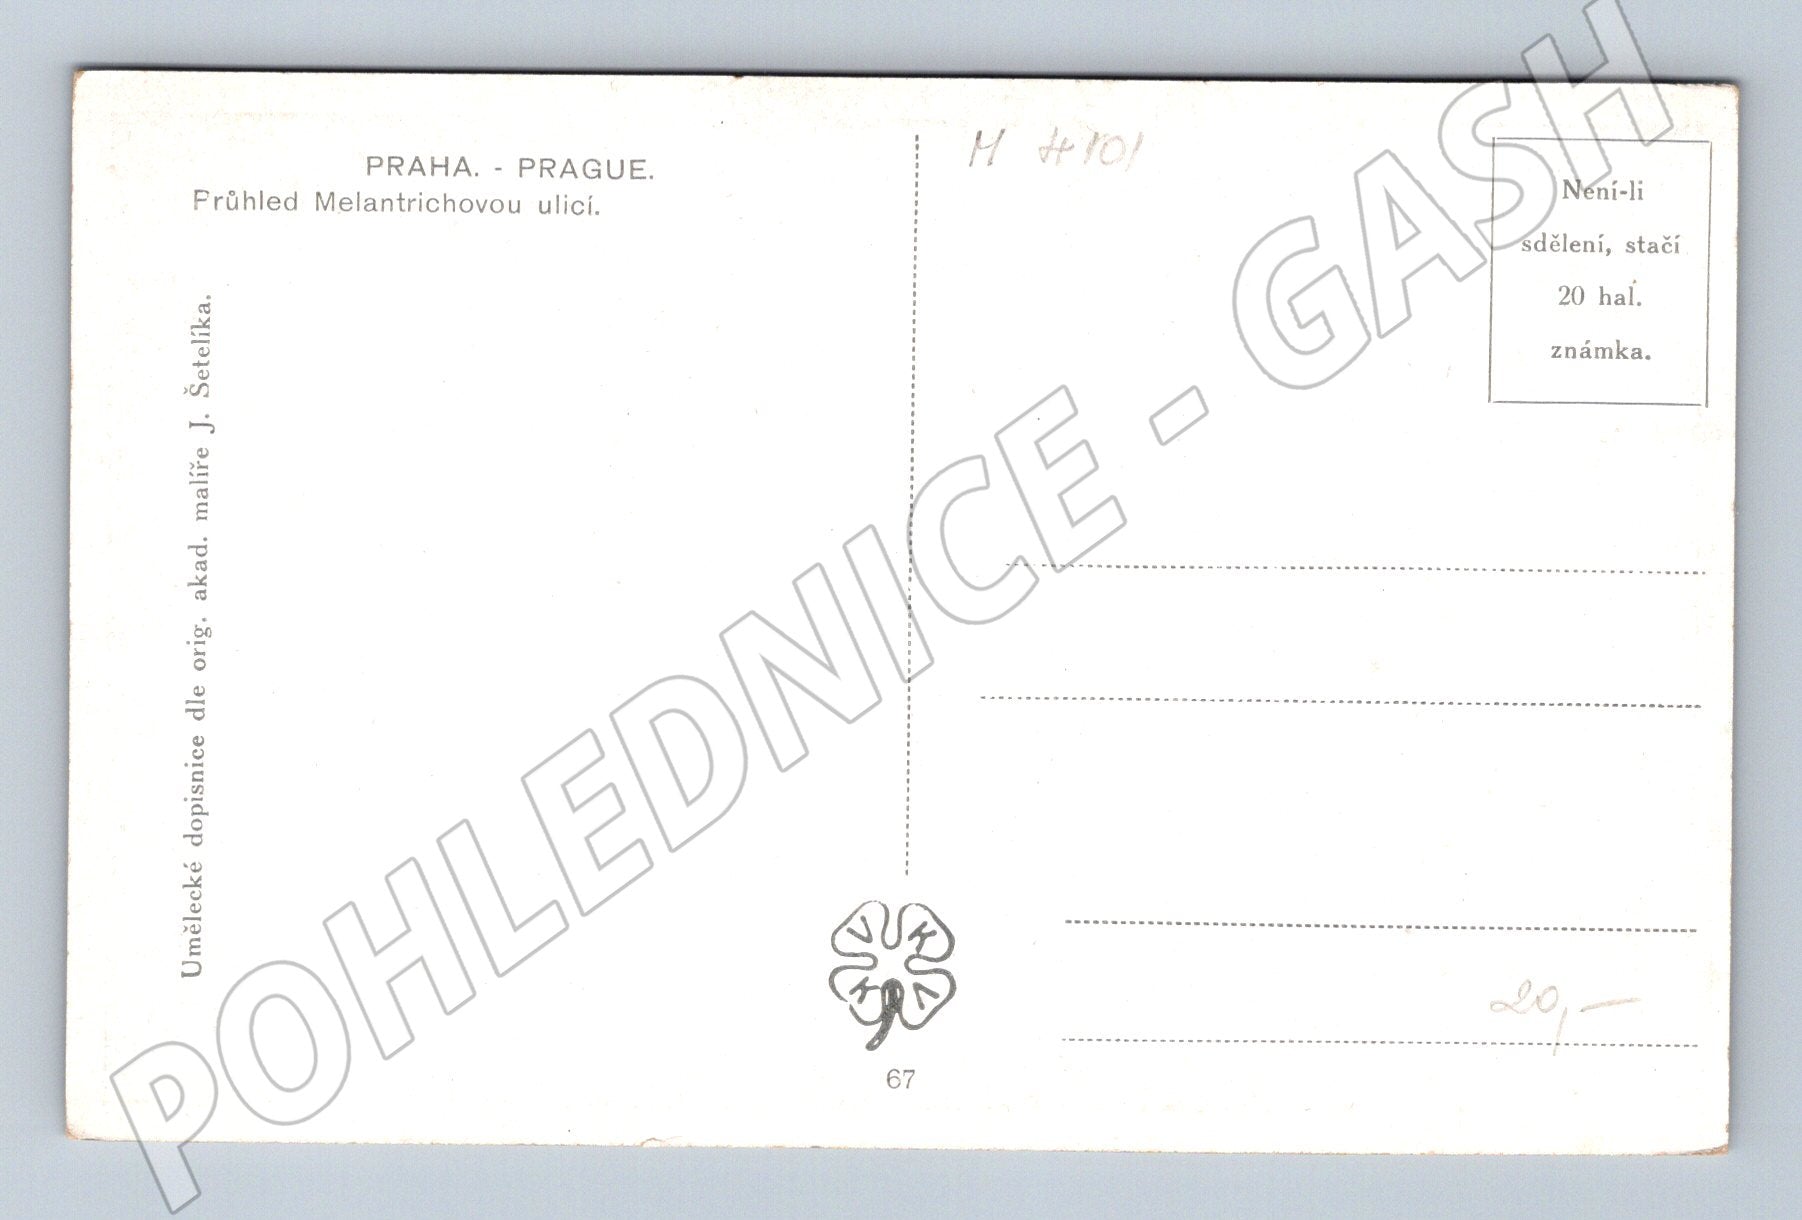 PRAHA. - PRAGUE.
Průhled Melantrichovou ulicí.
Umělecké dopisnice dle orig. akad. malíře J. Šetelíka.
M 4101
Není-li
sdělení, stačí
20 hal.
známka.
V K
K V
67
20,—
POHLEDNICE - GASH